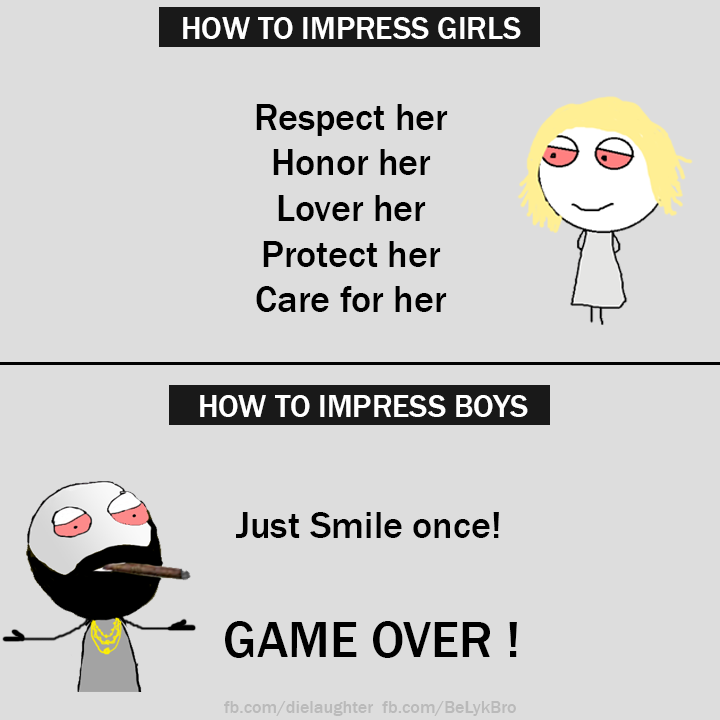 HOW TO IMPRESS GIRLS
Respect her
Honor her
Lover her
Protect her
Care for her
HOW TO IMPRESS BOYS
Just Smile once!
GAME OVER !
fb.com/dielaughter fb.com/BeLykBro